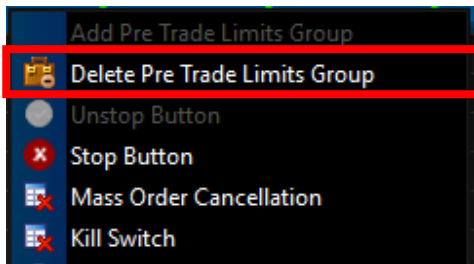 Add Pre Trade Limits Group
Delete Pre Trade Limits Group
Unstop Button
Stop Button
Mass Order Cancellation
Kill Switch